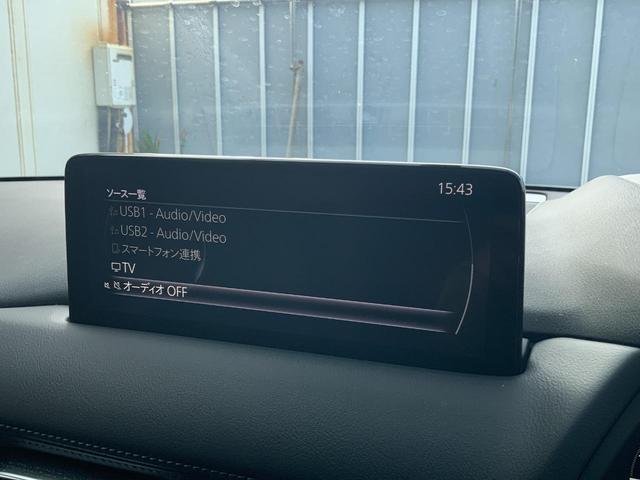 ソース一覧
15:43
USB1 - Audio/Video
USB2 - Audio/Video
スマートフォン連携
TV
オーディオ OFF